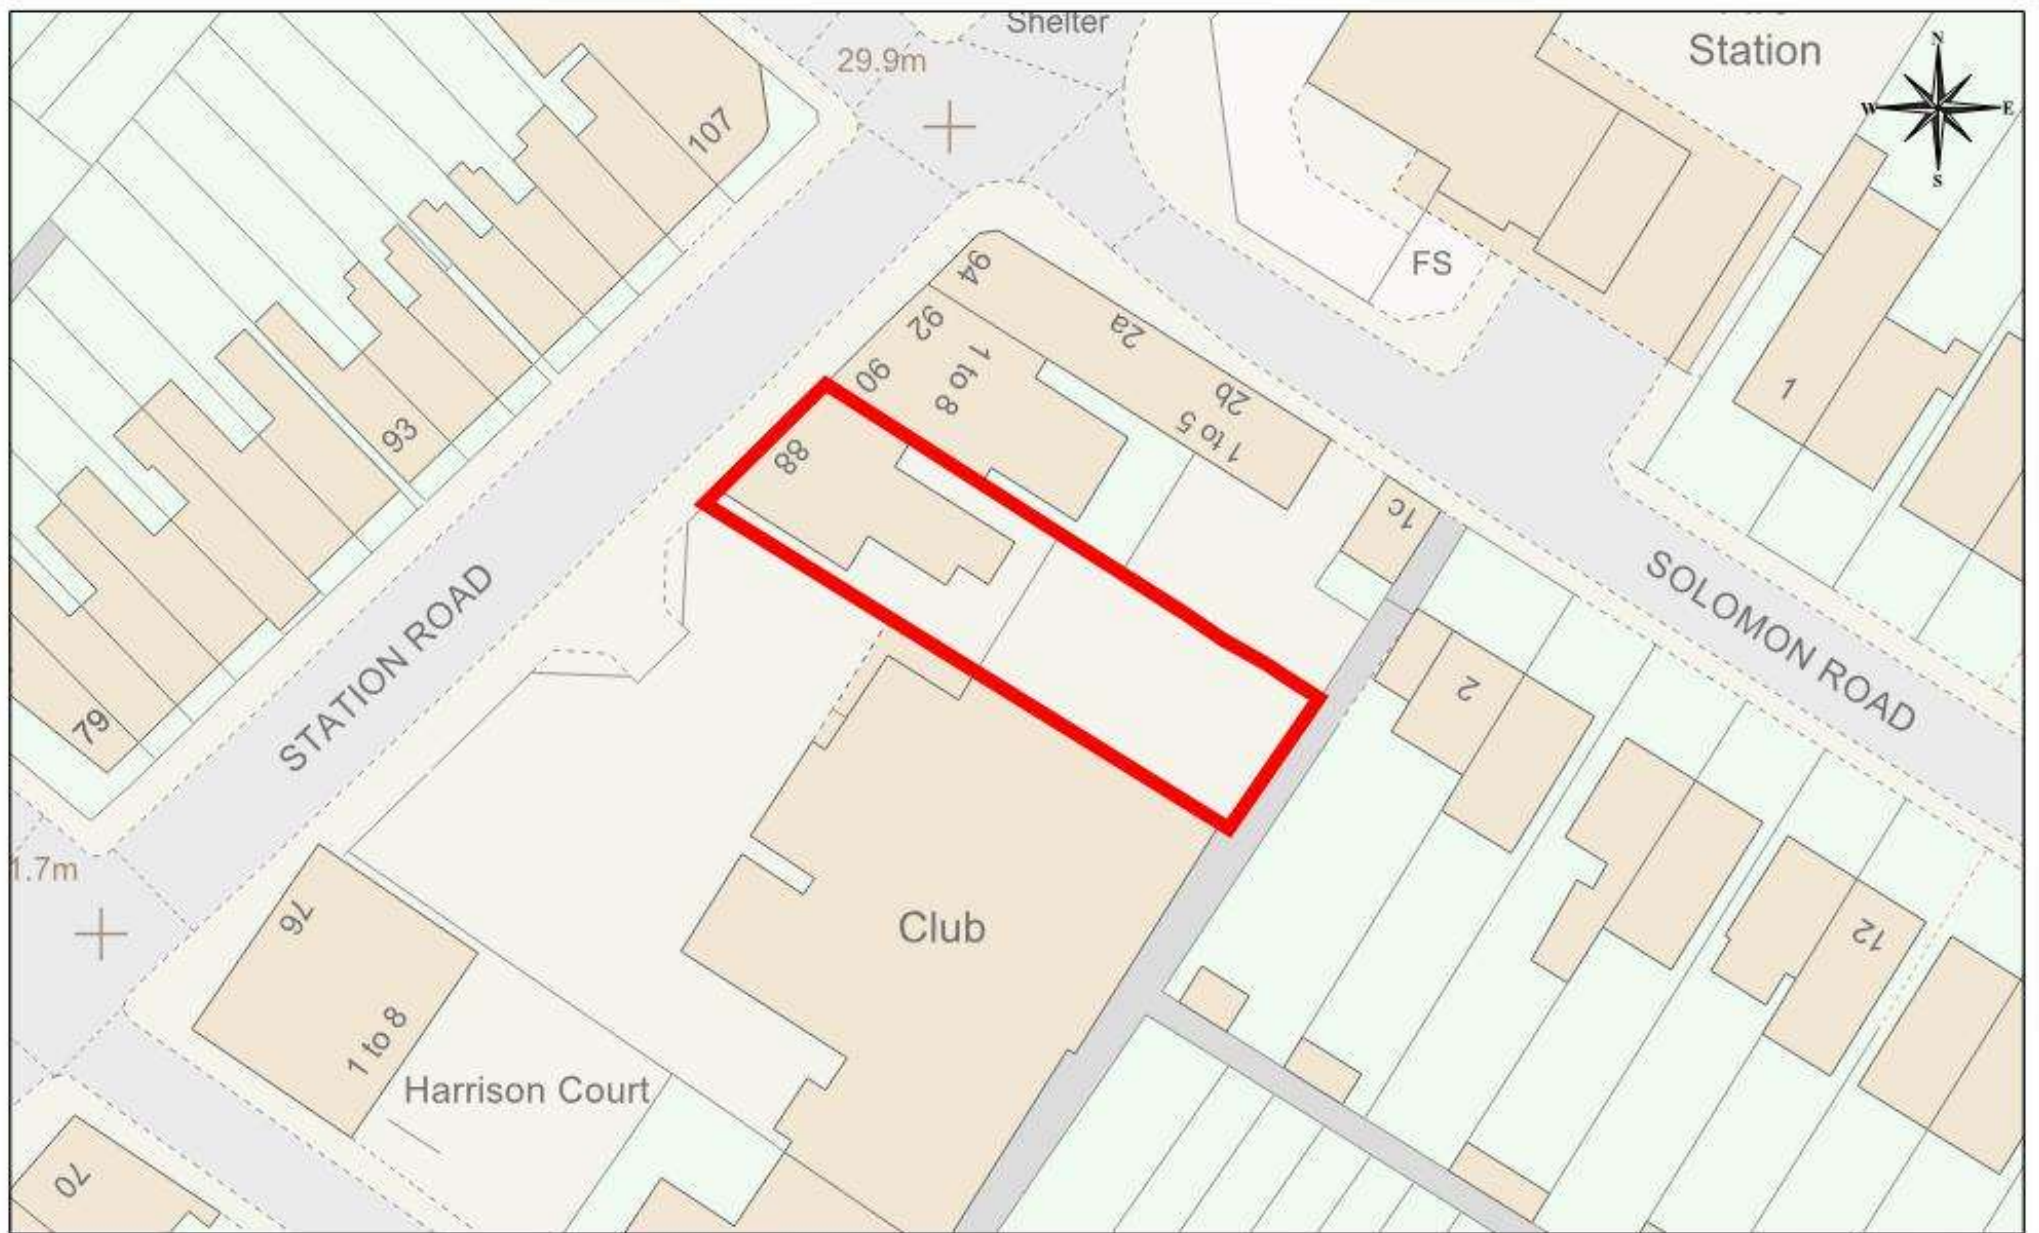 Shelter
29.9m
Station
N
W
E
S
107
FS
94
92
2a
90
1 to 8
2b
1 to 5
1
93
88
1c
STATION ROAD
SOLOMON ROAD
2
79
1.7m
76
Club
12
1 to 8
Harrison Court
70